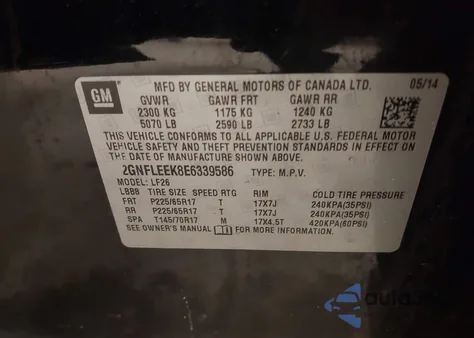 GM
MFD BY GENERAL MOTORS OF CANADA LTD. 05/14
GVWR GAWR FRT GAWR RR
2300 KG 1175 KG 1240 KG
5070 LB 2590 LB 2733 LB
THIS VEHICLE CONFORMS TO ALL APPLICABLE U.S. FEDERAL MOTOR
VEHICLE SAFETY AND THEFT PREVENTION STANDARDS IN EFFECT ON
THE DATE OF MANUFACTURE SHOWN ABOVE.
2GNFLEEK8E6339586 TYPE: M.P.V.
MODEL: LF26
LBBB TIRE SIZE SPEED RTG RIM COLD TIRE PRESSURE
FRT P225/65R17 T 17X7J 240KPA(35PSI)
RR P225/65R17 T 17X7J 240KPA(35PSI)
SPA T145/70R17 M 17X4.5T 420KPA(60PSI)
SEE OWNER'S MANUAL FOR MORE INFORMATION